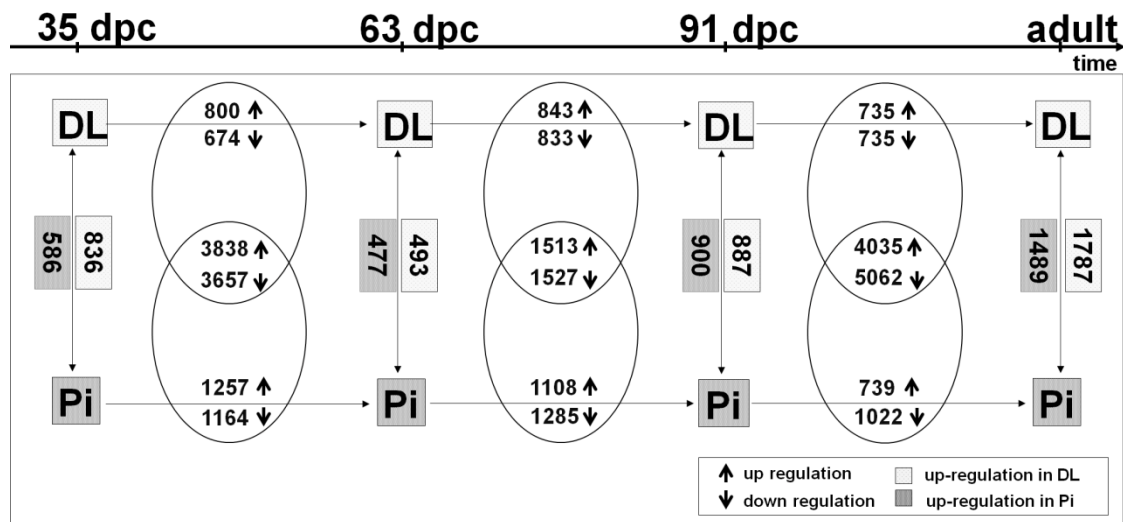 35 dpc 63 dpc 91 dpc adult
time
DL 800 ↑ DL 843 ↑ DL 735 ↑ DL
674 ↓ 833 ↓ 735 ↓
586 836 3838 ↑ 477 493 1513 ↑ 900 887 4035 ↑ 1489 1787
3657 ↓ 1527 ↓ 5062 ↓
Pi 1257 ↑ Pi 1108 ↑ Pi 739 ↑ Pi
1164 ↓ 1285 ↓ 1022 ↓
↑ up regulation up-regulation in DL
↓ down regulation up-regulation in Pi